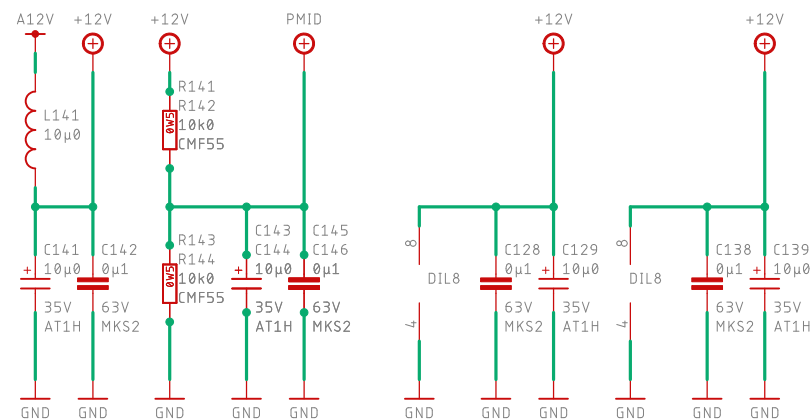 A12V
+12V
+12V
PMID
+12V
+12V
L141
10µ0
R141
R142
10k0
CMF55
0W5
R143
R144
10k0
CMF55
0W5
C141
10µ0
35V
AT1H
C142
0µ1
63V
MKS2
C143
C144
10µ0
35V
AT1H
C145
C146
0µ1
63V
MKS2
8
DIL8
4
C128
0µ1
63V
MKS2
C129
10µ0
35V
AT1H
8
DIL8
4
C138
0µ1
63V
MKS2
C139
10µ0
35V
AT1H
+
+
+
+
GND
GND
GND
GND
GND
GND
GND
GND
GND
GND
GND